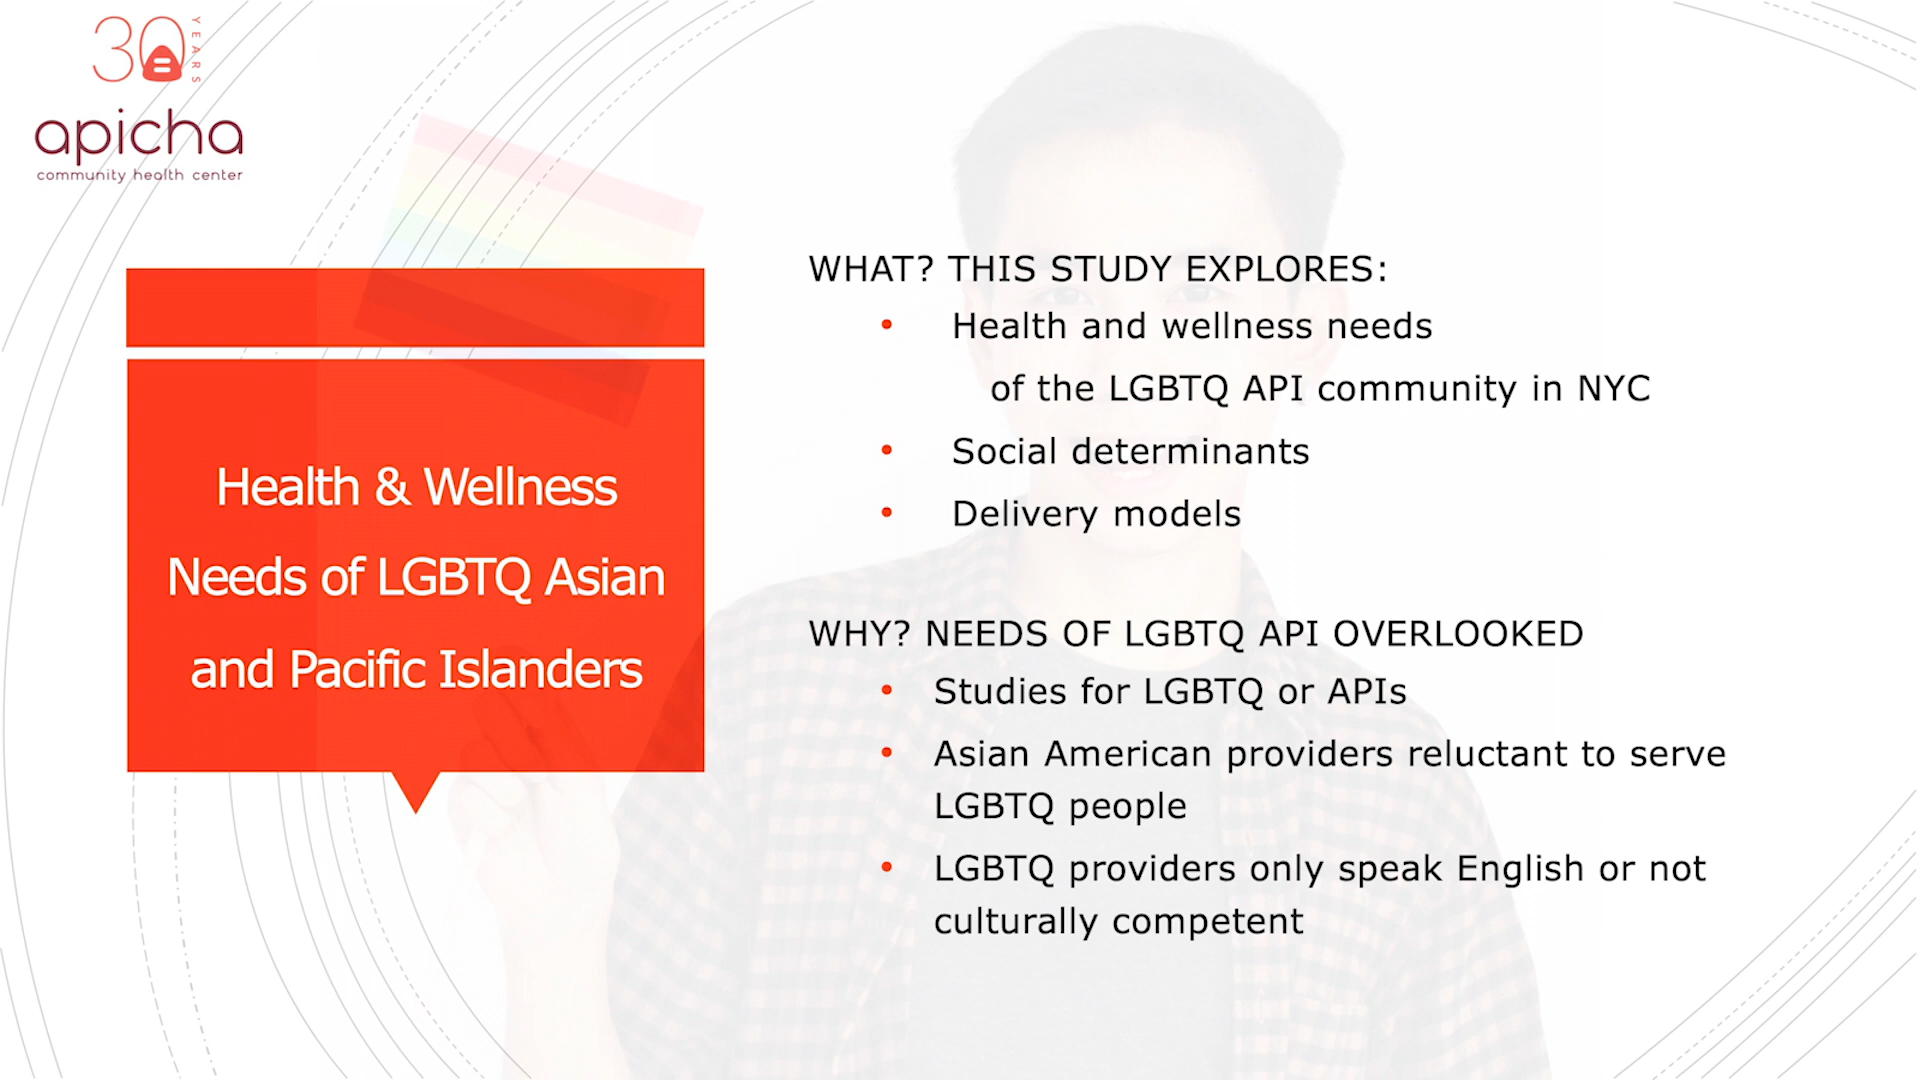 30 YEARS
apicha
community health center
Health & Wellness
Needs of LGBTQ Asian
and Pacific Islanders
WHAT? THIS STUDY EXPLORES:
• Health and wellness needs
of the LGBTQ API community in NYC
• Social determinants
• Delivery models
WHY? NEEDS OF LGBTQ API OVERLOOKED
• Studies for LGBTQ or APIs
• Asian American providers reluctant to serve
LGBTQ people
• LGBTQ providers only speak English or not
culturally competent